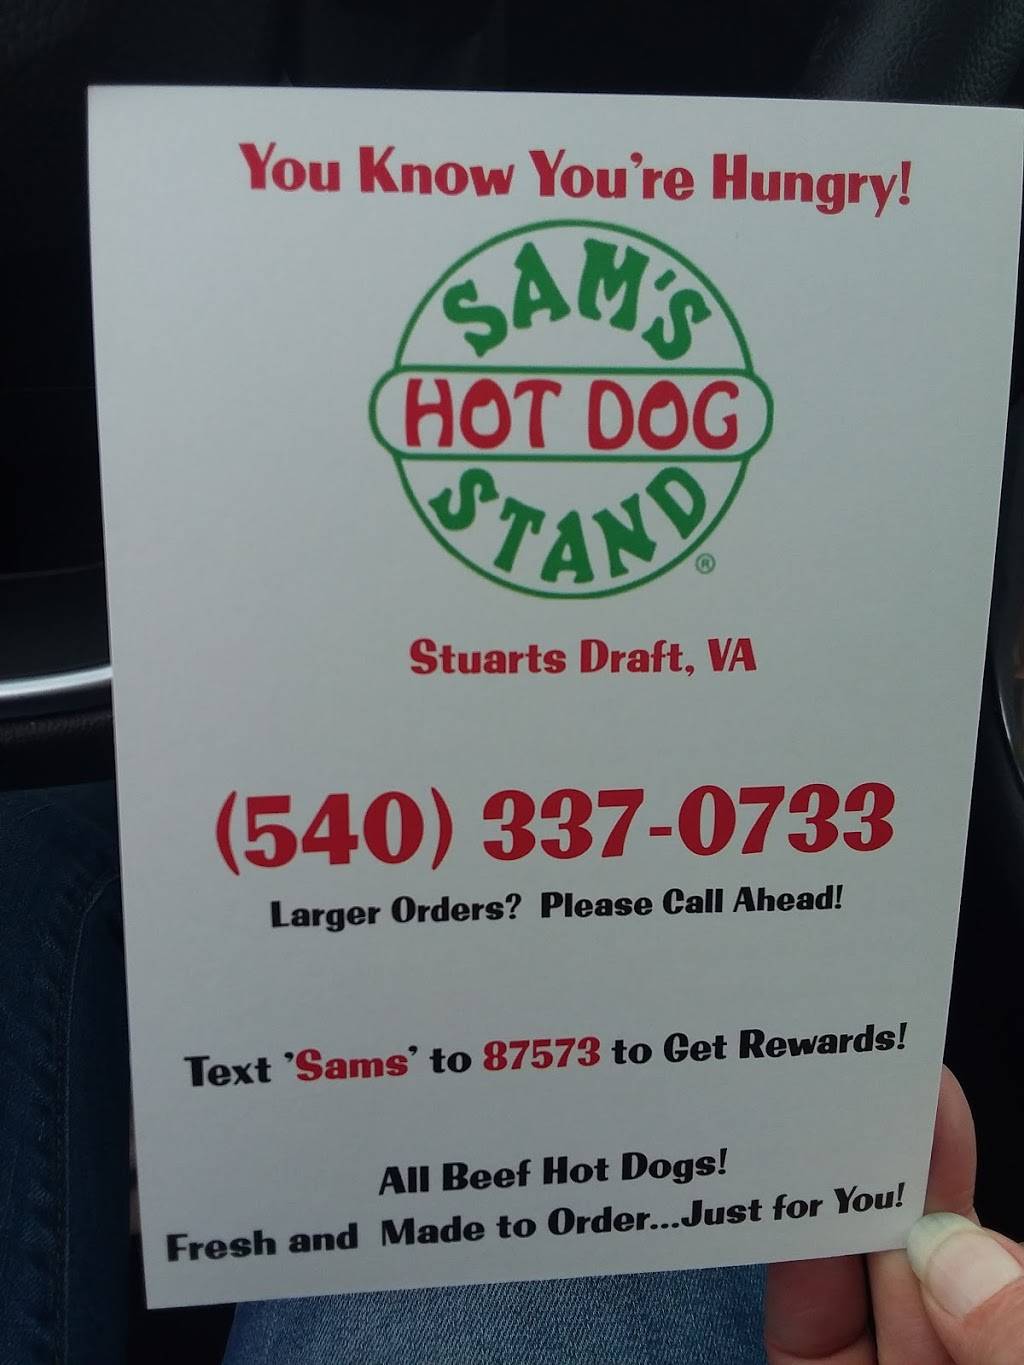 You Know You're Hungry!
SAM'S
HOT DOG
STAND
®
Stuarts Draft, VA
(540) 337-0733
Larger Orders? Please Call Ahead!
Text 'Sams' to 87573 to Get Rewards!
All Beef Hot Dogs!
Fresh and Made to Order...Just for You!